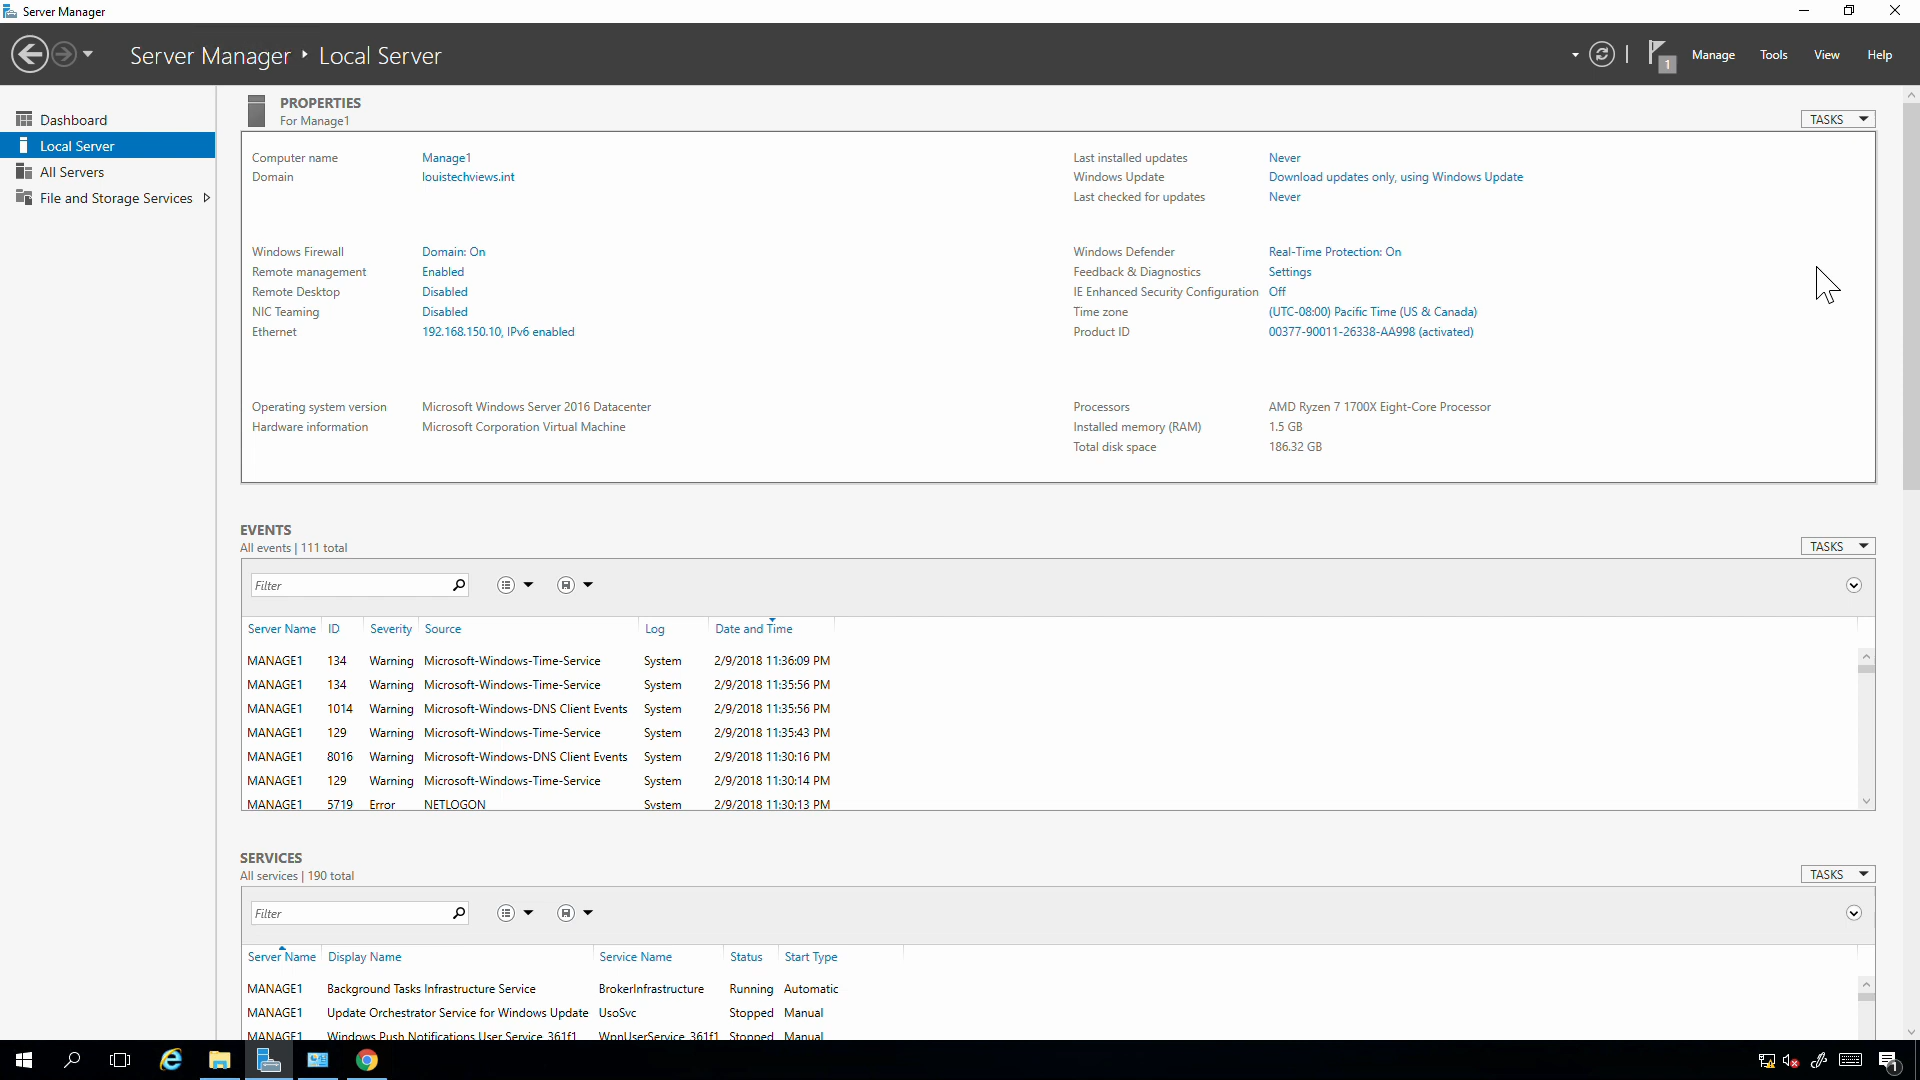 Server Manager
Server Manager ‣ Local Server
1
Manage
Tools
View
Help
Dashboard
Local Server
All Servers
File and Storage Services
PROPERTIES
For Manage1
TASKS
Computer name Manage1
Domain louistechviews.int
Last installed updates Never
Windows Update Download updates only, using Windows Update
Last checked for updates Never
Windows Firewall Domain: On
Remote management Enabled
Remote Desktop Disabled
NIC Teaming Disabled
Ethernet 192.168.150.10, IPv6 enabled
Windows Defender Real-Time Protection: On
Feedback & Diagnostics Settings
IE Enhanced Security Configuration Off
Time zone (UTC-08:00) Pacific Time (US & Canada)
Product ID 00377-90011-26338-AA998 (activated)
Operating system version Microsoft Windows Server 2016 Datacenter
Hardware information Microsoft Corporation Virtual Machine
Processors AMD Ryzen 7 1700X Eight-Core Processor
Installed memory (RAM) 1.5 GB
Total disk space 186.32 GB
EVENTS
All events | 111 total
TASKS
Filter
Server Name ID Severity Source Log Date and Time
MANAGE1 134 Warning Microsoft-Windows-Time-Service System 2/9/2018 11:36:09 PM
MANAGE1 134 Warning Microsoft-Windows-Time-Service System 2/9/2018 11:35:56 PM
MANAGE1 1014 Warning Microsoft-Windows-DNS Client Events System 2/9/2018 11:35:56 PM
MANAGE1 129 Warning Microsoft-Windows-Time-Service System 2/9/2018 11:35:43 PM
MANAGE1 8016 Warning Microsoft-Windows-DNS Client Events System 2/9/2018 11:30:16 PM
MANAGE1 129 Warning Microsoft-Windows-Time-Service System 2/9/2018 11:30:14 PM
MANAGE1 5719 Error NETLOGON System 2/9/2018 11:30:13 PM
SERVICES
All services | 190 total
TASKS
Filter
Server Name Display Name Service Name Status Start Type
MANAGE1 Background Tasks Infrastructure Service BrokerInfrastructure Running Automatic
MANAGE1 Update Orchestrator Service for Windows Update UsoSvc Stopped Manual
MANAGE1 Windows Push Notifications User Service_361f1 WpnUserService_361f1 Stopped Manual
1